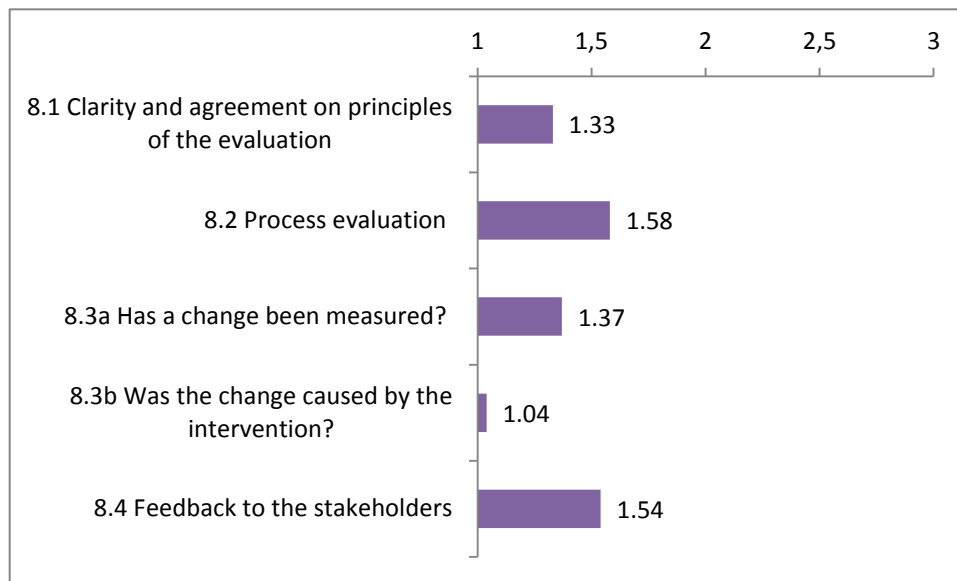 1 1,5 2 2,5 3
8.1 Clarity and agreement on principles
of the evaluation
1.33
8.2 Process evaluation
1.58
8.3a Has a change been measured?
1.37
8.3b Was the change caused by the
intervention?
1.04
8.4 Feedback to the stakeholders
1.54